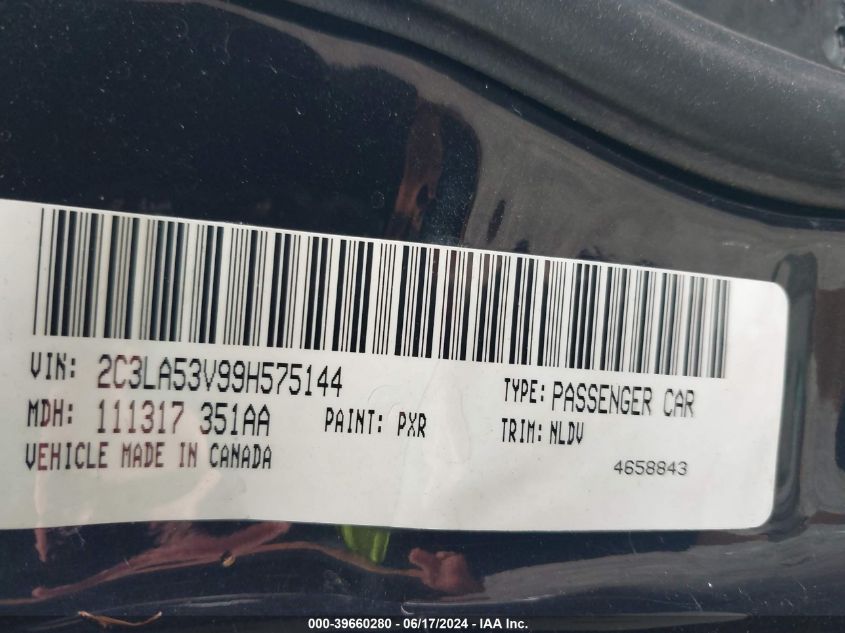 VIN: 2C3LA53V99H575144
TYPE: PASSENGER CAR
MDH: 111317 351AA
PAINT: PXR
TRIM: NLDV
VEHICLE MADE IN CANADA
4658843
000-39660280 - 06/17/2024 - IAA Inc.